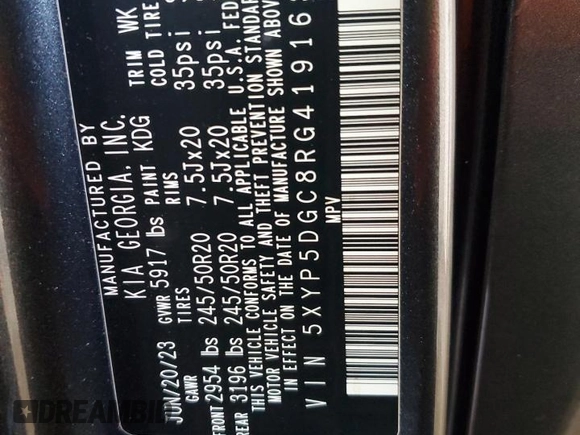 MANUFACTURED BY
KIA GEORGIA, INC.
JUN/20/23 GVWR 5917 lbs PAINT KDG TRIM WK
GAWR TIRES RIMS COLD TIRE
FRONT 2954 lbs 245/50R20 7.5Jx20 35psi
REAR 3196 lbs 245/50R20 7.5Jx20 35psi
THIS VEHICLE CONFORMS TO ALL APPLICABLE U.S.A. FED
MOTOR VEHICLE SAFETY AND THEFT PREVENTION STANDAR
IN EFFECT ON THE DATE OF MANUFACTURE SHOWN ABOV
VIN 5XYP5DGC8RG41916
MPV
DREAMBID